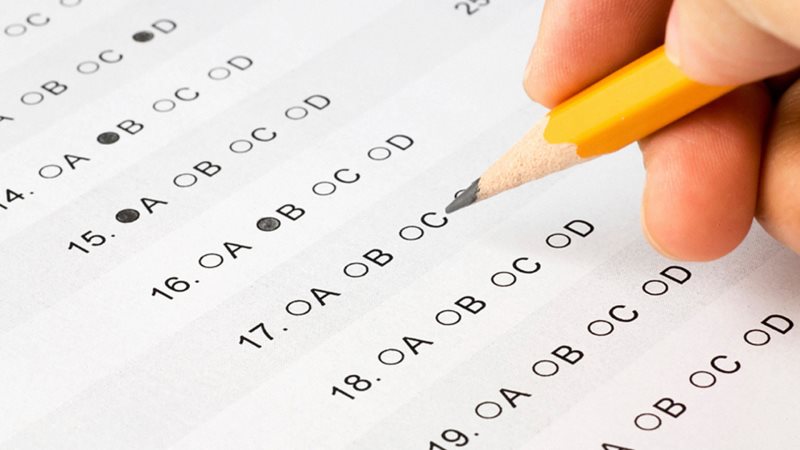 C
B C D
14. A B C D
15. A B C D
16. A B C D
17. A B C
18. A B C D
19. A B C D
A B C D
25